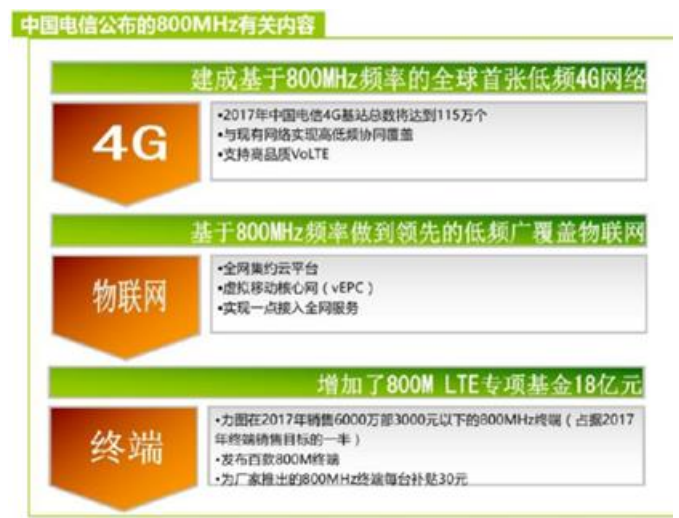 中国电信公布的800MHz有关内容
建成基于800MHz频率的全球首张低频4G网络
4G
•2017年中国电信4G基站总数将达到115万个
•与现有网络实现高低频协同覆盖
•支持高品质VoLTE
基于800MHz频率做到领先的低频广覆盖物联网
物联网
•全网集约云平台
•虚拟移动核心网（vEPC）
•实现一点接入全网服务
增加了800M LTE专项基金18亿元
终端
•力图在2017年销售6000万部3000元以下的800MHz终端（占据2017
年终端销售目标的一半）
•发布百款800M终端
•为厂家推出的800MHz终端每台补贴30元